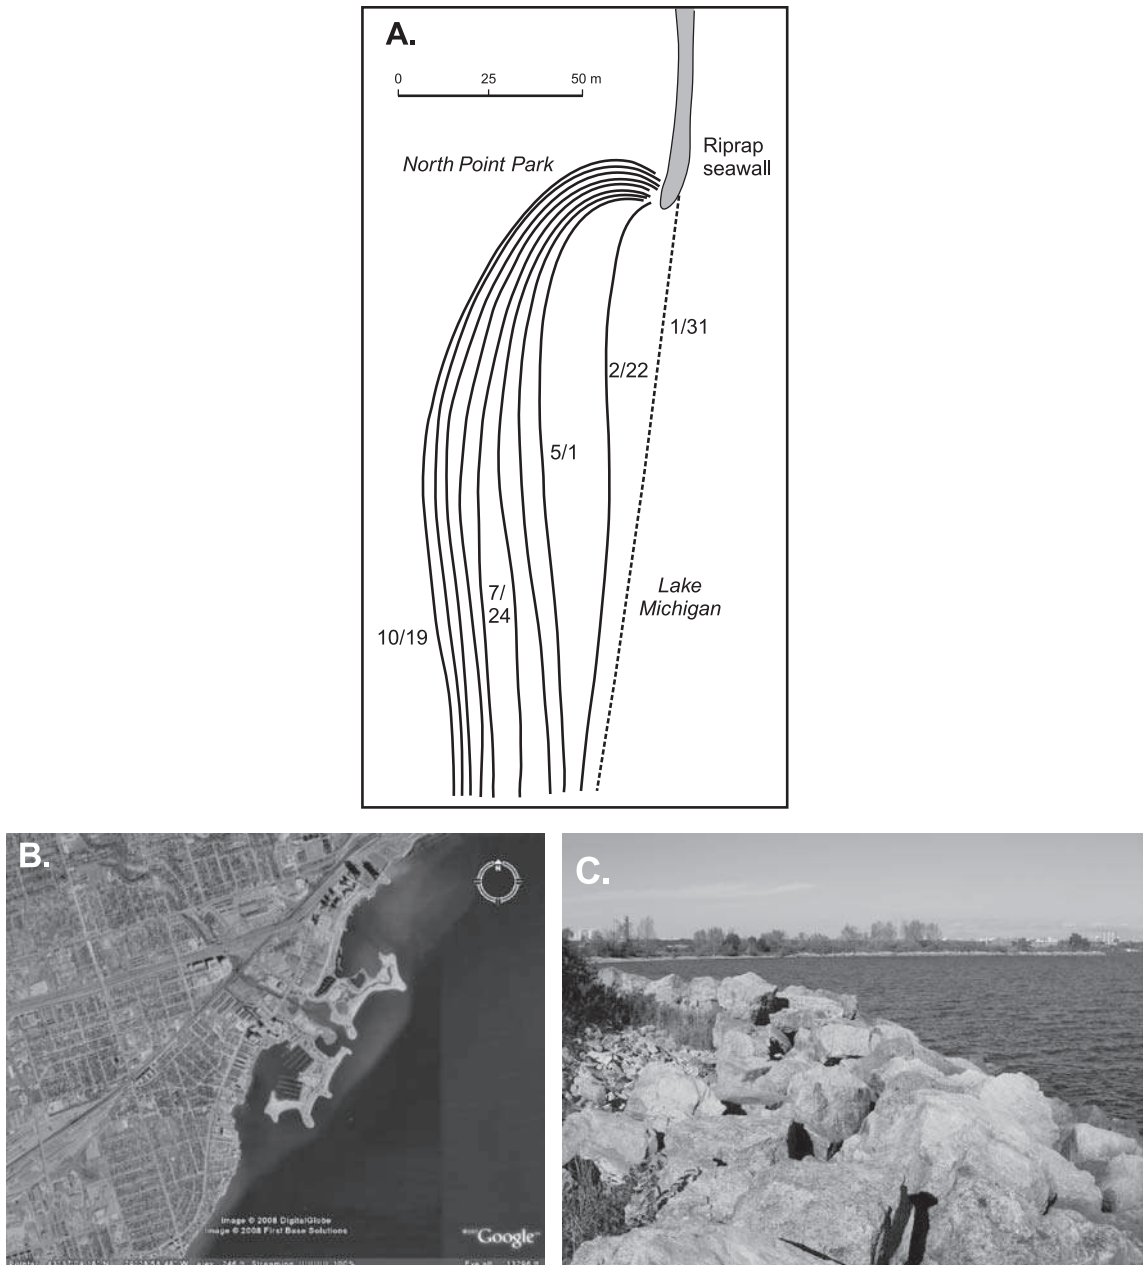 A.
0 25 50 m
North Point Park
Riprap
seawall
1/31
2/22
5/1
7/
24
Lake
Michigan
10/19
B.
N
Image © 2008 DigitalGlobe
Image © 2008 First Base Solutions
Google
C.